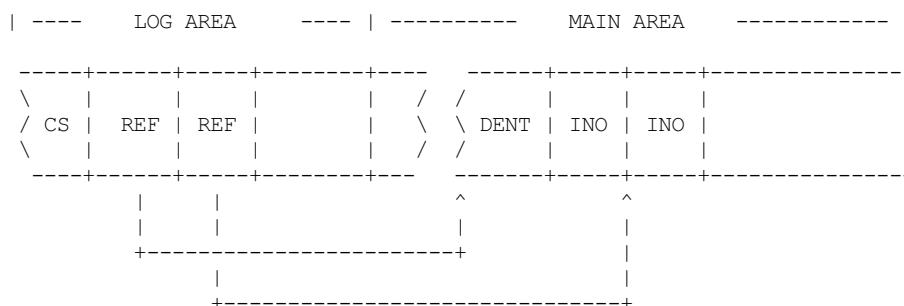 | ---- LOG AREA ---- | ---------- MAIN AREA ------------
-----+------+-----+--------+---- ------+-----+-----+---------------
\ | | | | / / | | |
/ CS | REF | REF | | \ \ DENT | INO | INO |
\ | | | | / / | | |
----+------+-----+--------+--- -------+-----+-----+----------------
| | ^ ^
| | | |
+------------------------+ |
| |
+-------------------------------+